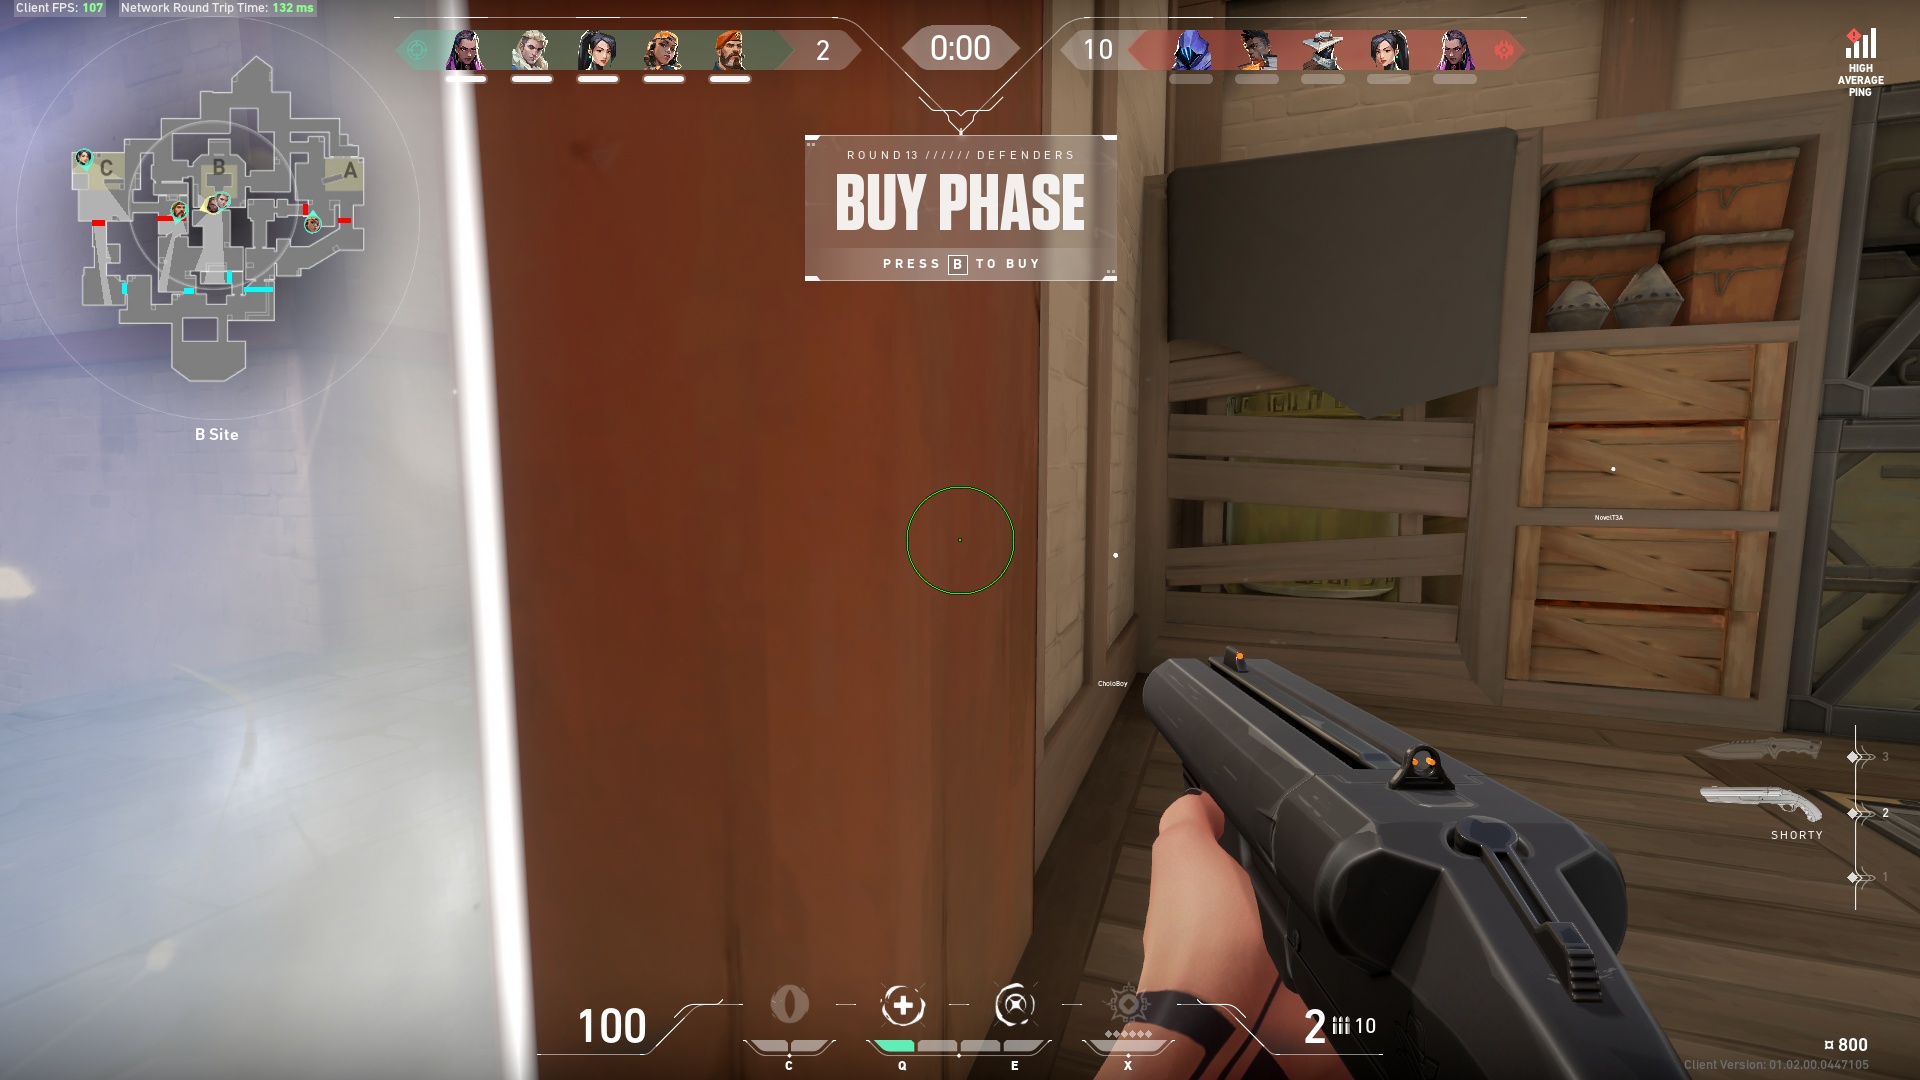 Client FPS: 107 Network Round Trip Time: 132 ms
2
0:00
10
HIGH
AVERAGE
PING
ROUND 13 ////// DEFENDERS
BUY PHASE
PRESS B TO BUY
C
B
A
B Site
NovelT3A
CholoBoy
3
2
SHORTY
1
100
2 10
C
Q
E
X
¤ 800
Client Version: 01.02.00.0447105